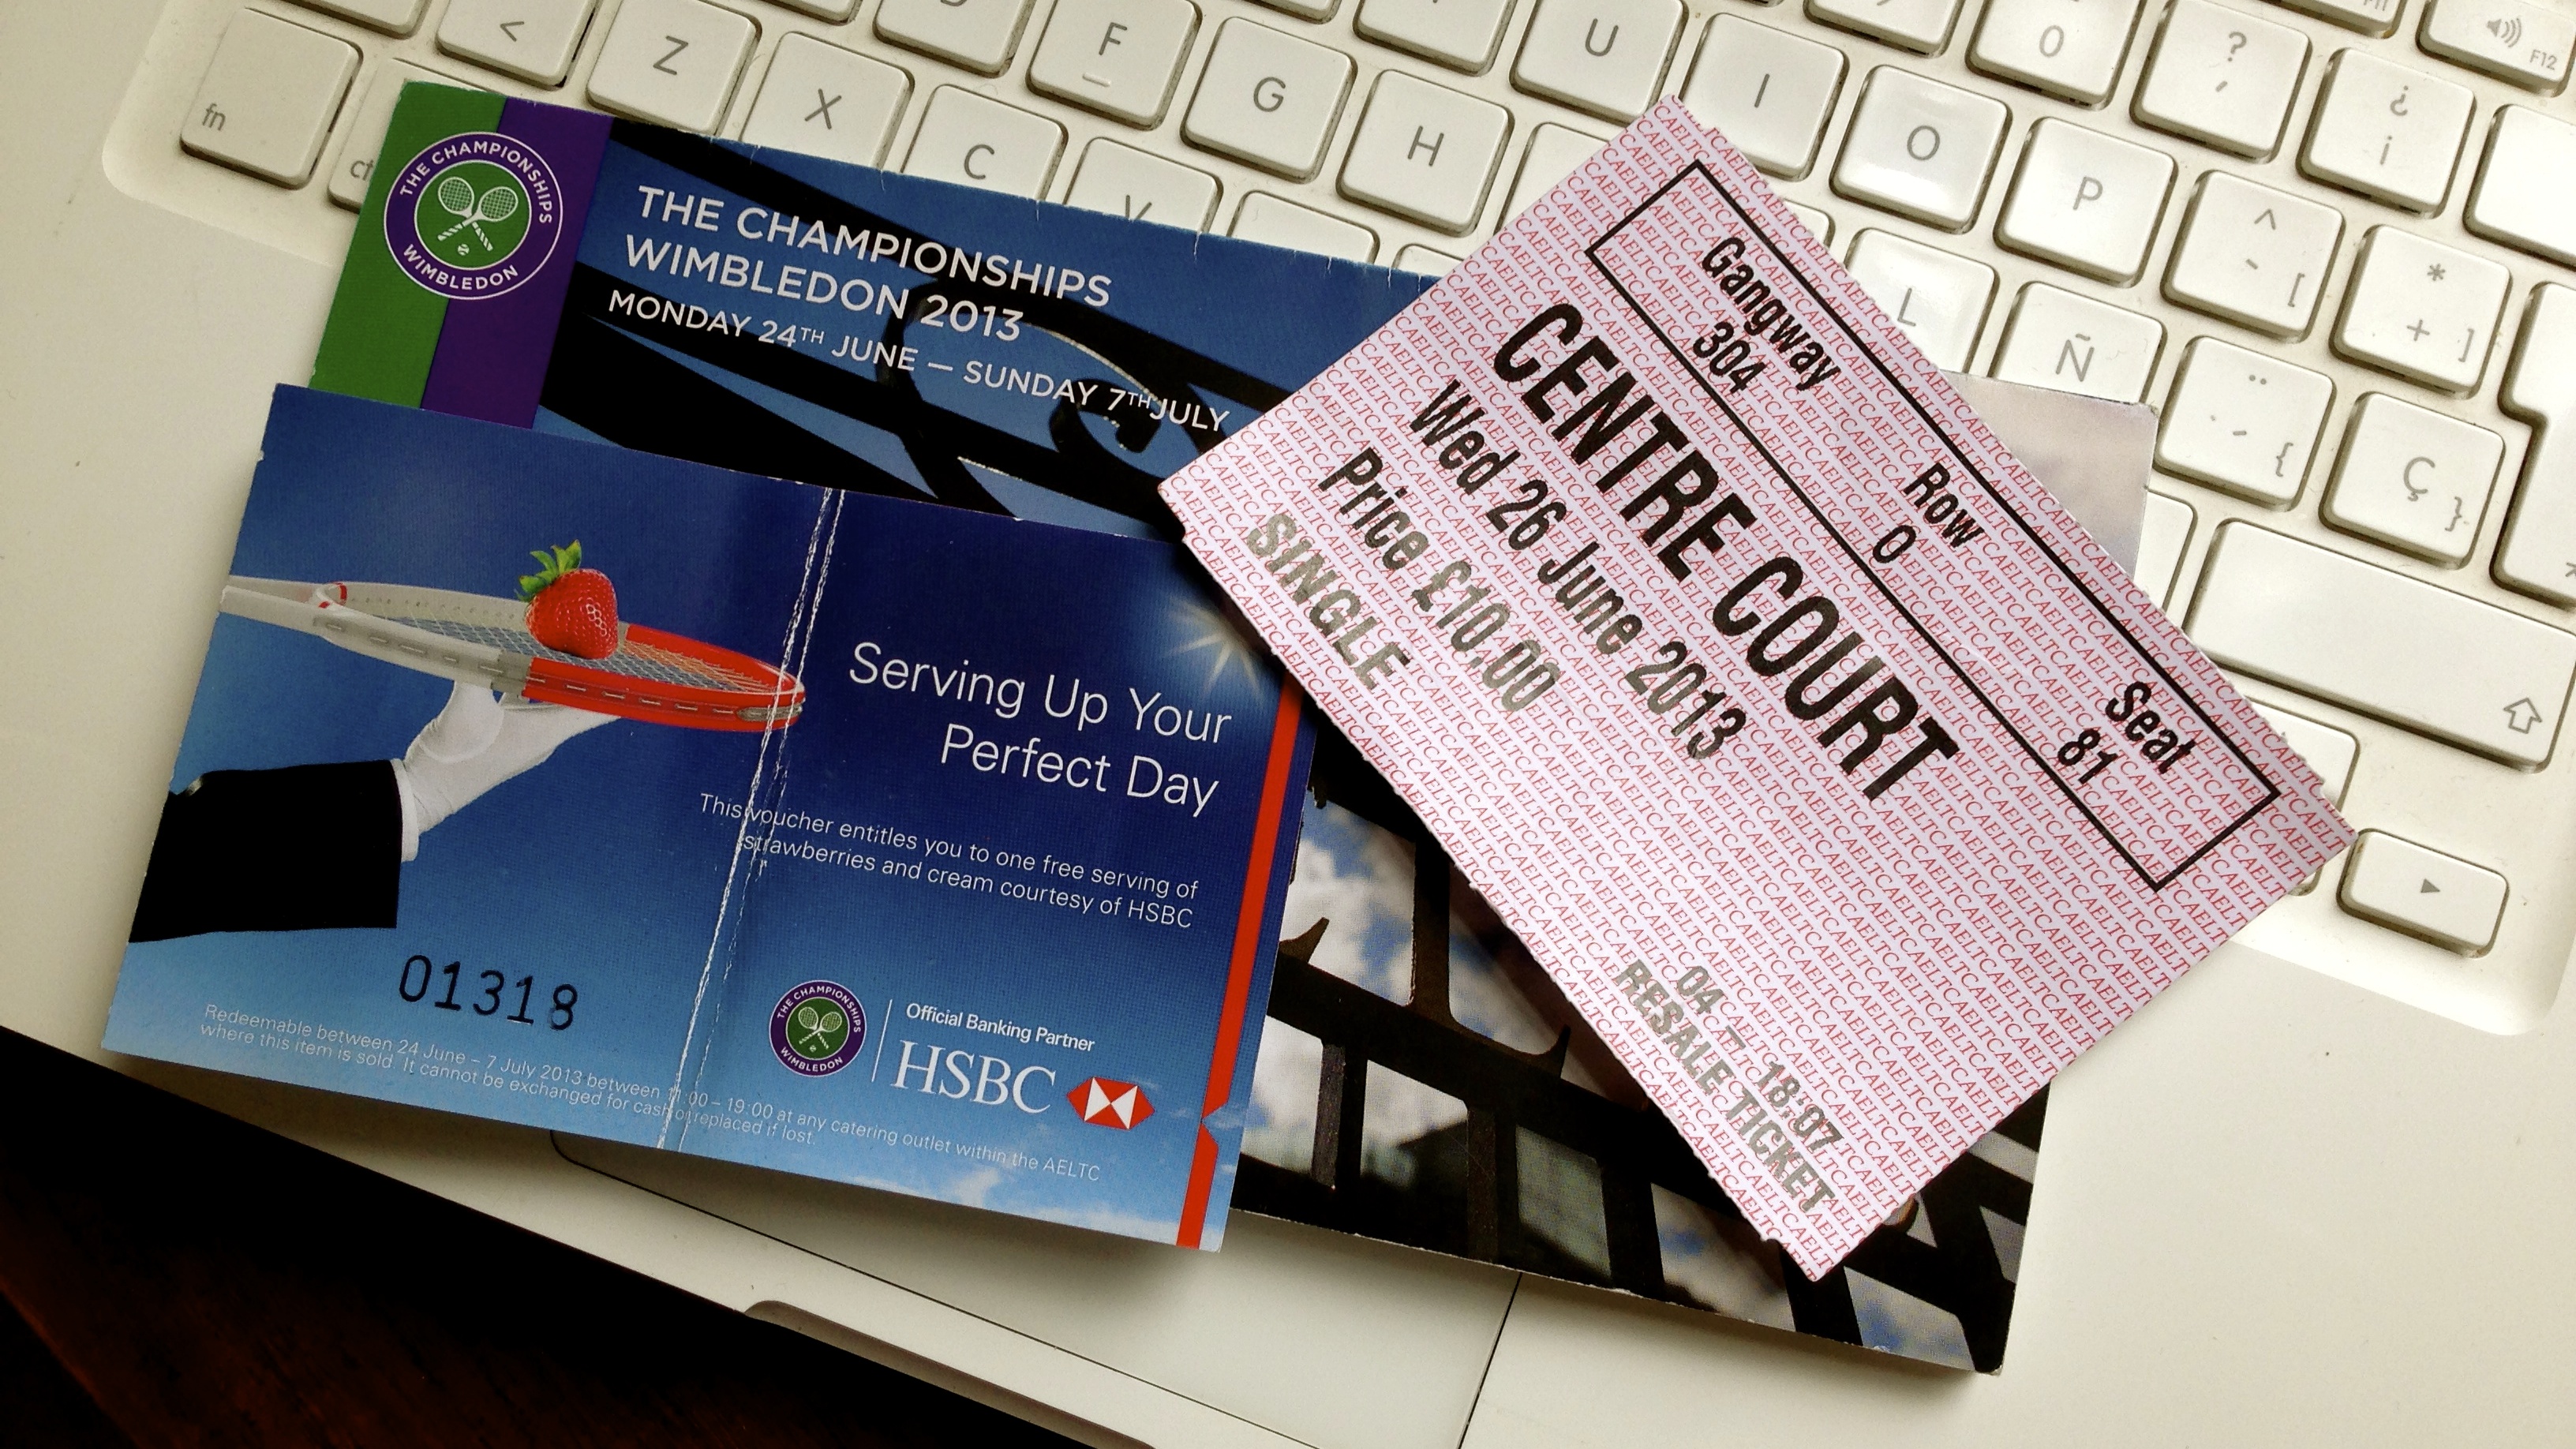 THE CHAMPIONSHIPS
WIMBLEDON
THE CHAMPIONSHIPS
WIMBLEDON 2013
MONDAY 24TH JUNE — SUNDAY 7TH JULY
Serving Up Your
Perfect Day
This voucher entitles you to one free serving of
strawberries and cream courtesy of HSBC
01318
THE CHAMPIONSHIPS
WIMBLEDON
Official Banking Partner
HSBC
Redeemable between 24 June – 7 July 2013 between 11:00 – 19:00 at any catering outlet within the AELTC
where this item is sold. It cannot be exchanged for cash or replaced if lost.
Gangway Row Seat
304 O 81
CENTRE COURT
Wed 26 June 2013
Price £10.00
SINGLE
04 – 18:07
RESALE TICKET
fn
<
Z
X
C
F
G
H
U
I
O
P
L
Ñ
Ç
0
?
'
¿
¡
^
`
[
*
+
]
¨
´
{
}
F12